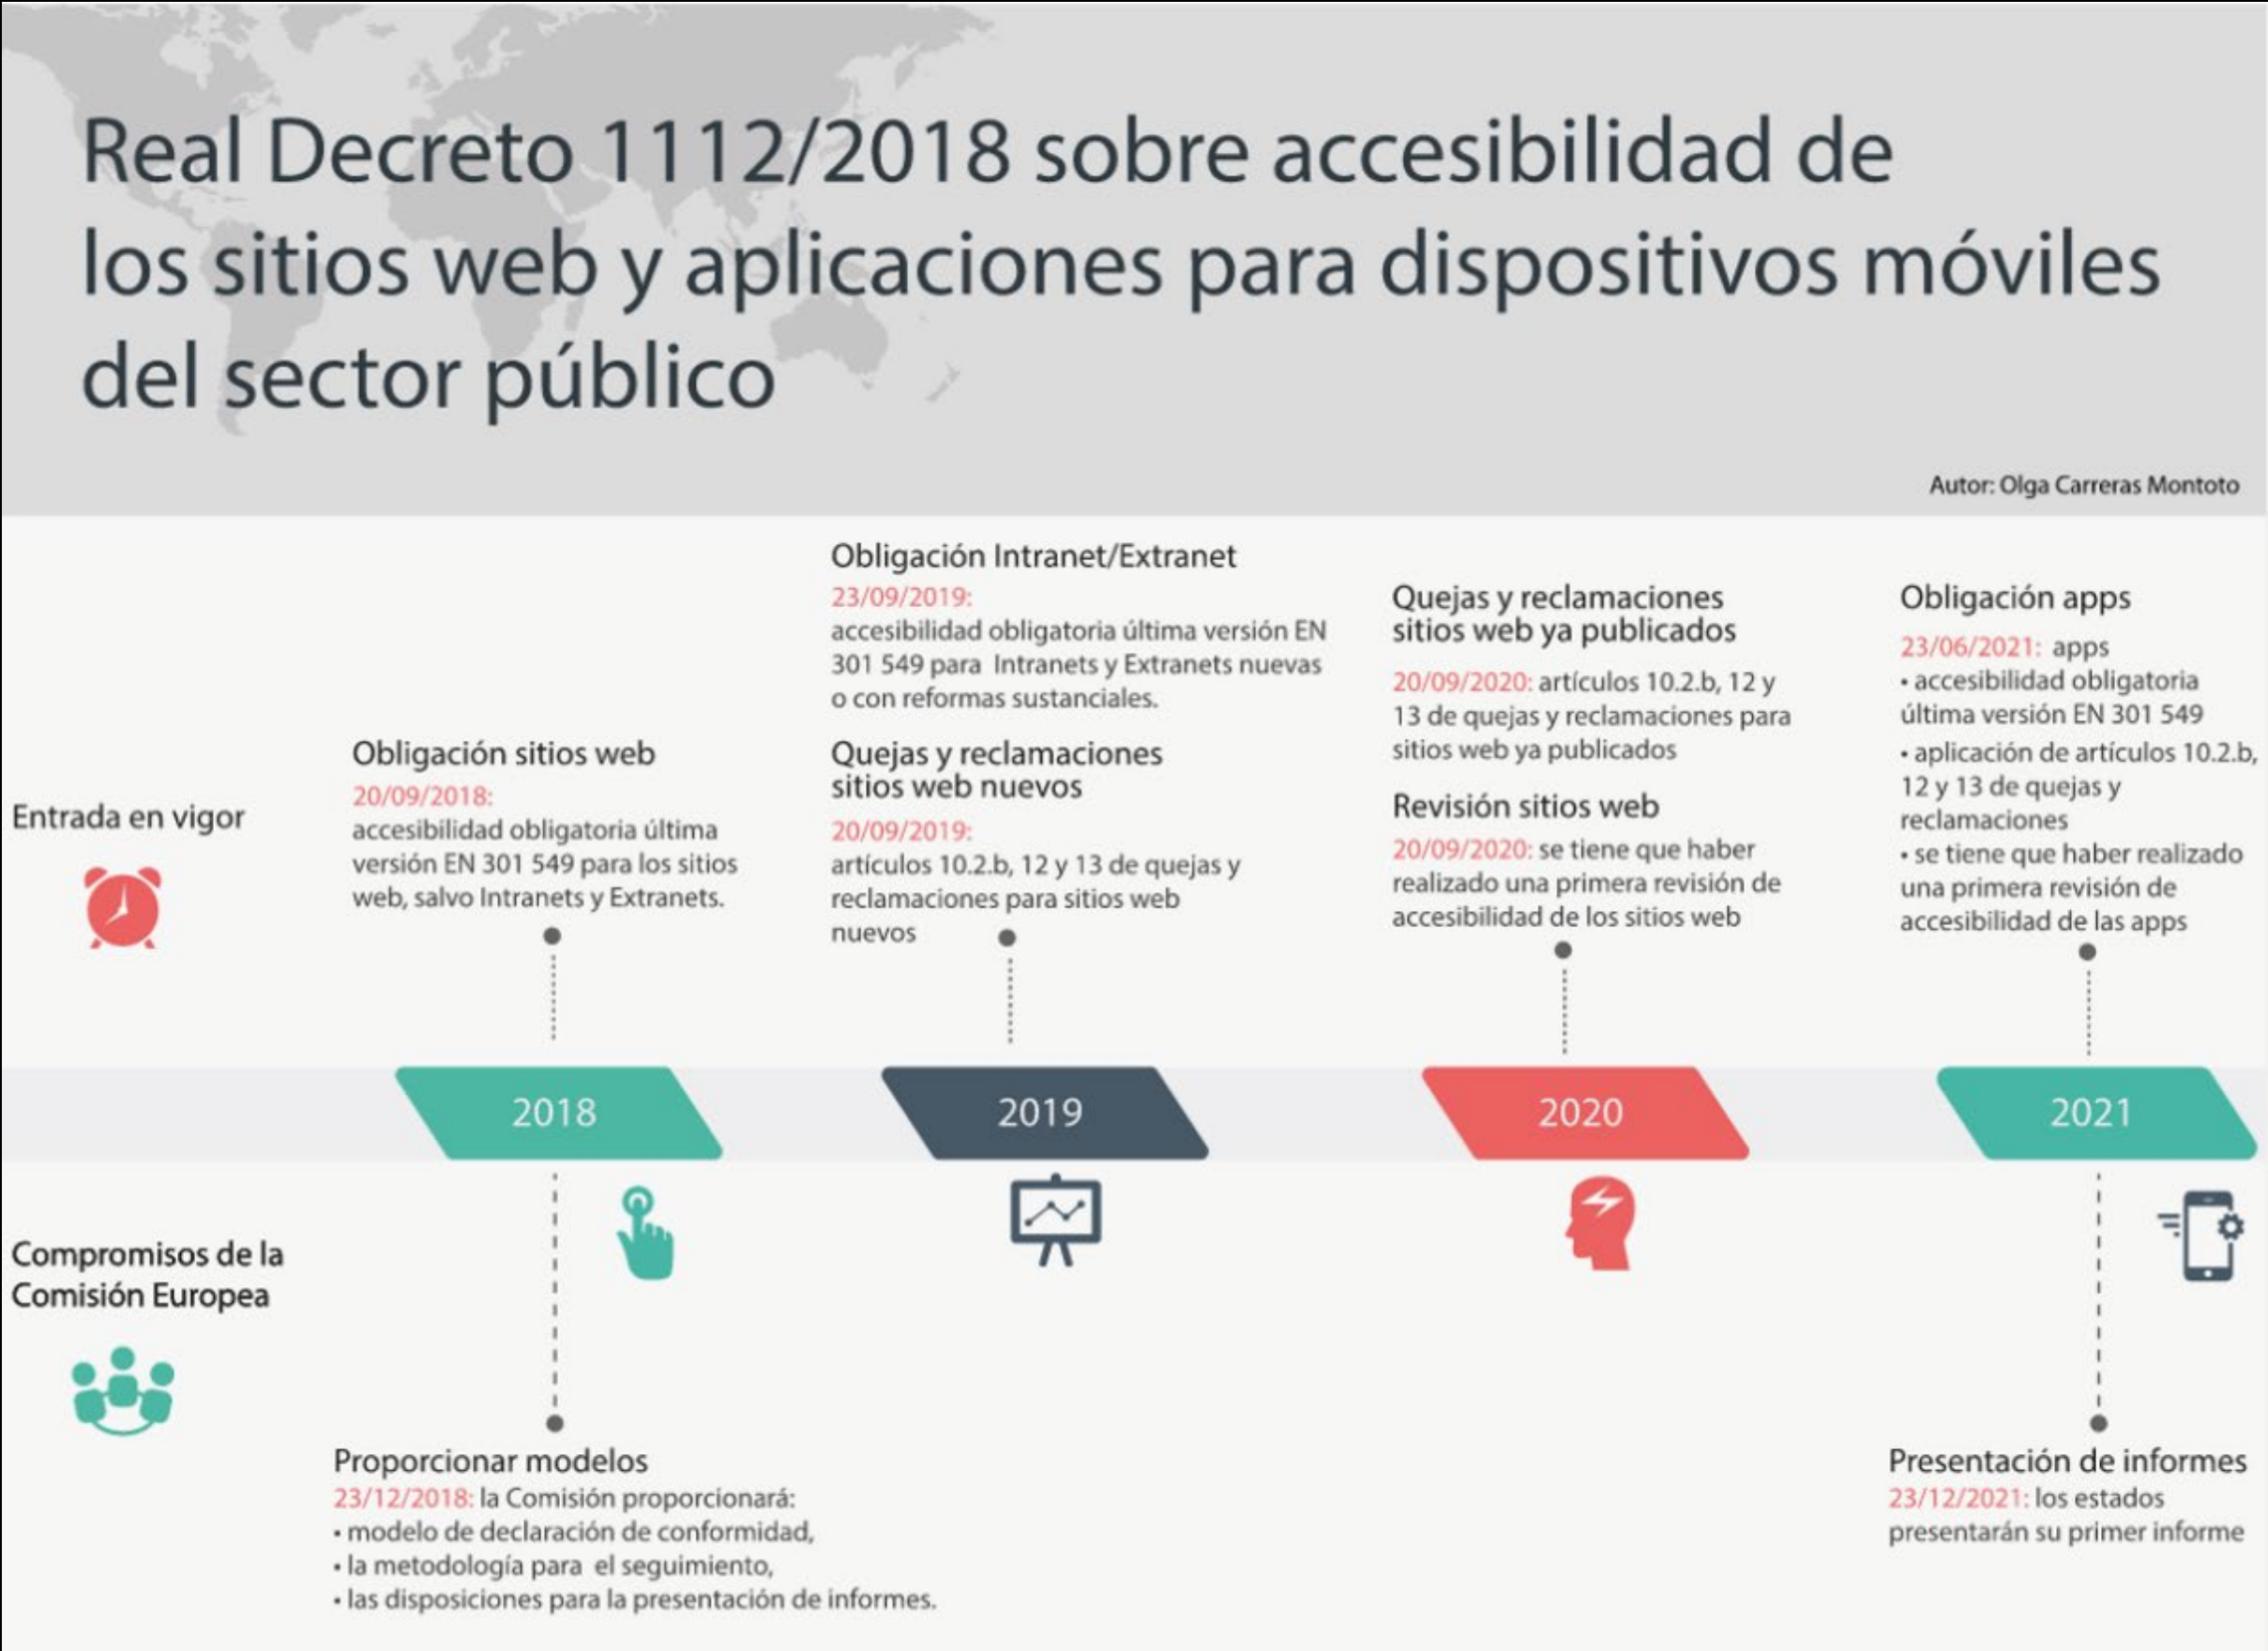 Real Decreto 1112/2018 sobre accesibilidad de
los sitios web y aplicaciones para dispositivos móviles
del sector público
Autor: Olga Carreras Montoto
Entrada en vigor
Obligación sitios web
20/09/2018:
accesibilidad obligatoria última
versión EN 301 549 para los sitios
web, salvo Intranets y Extranets.
Obligación Intranet/Extranet
23/09/2019:
accesibilidad obligatoria última versión EN
301 549 para Intranets y Extranets nuevas
o con reformas sustanciales.
Quejas y reclamaciones
sitios web nuevos
20/09/2019:
artículos 10.2.b, 12 y 13 de quejas y
reclamaciones para sitios web
nuevos
Quejas y reclamaciones
sitios web ya publicados
20/09/2020: artículos 10.2.b, 12 y
13 de quejas y reclamaciones para
sitios web ya publicados
Revisión sitios web
20/09/2020: se tiene que haber
realizado una primera revisión de
accesibilidad de los sitios web
Obligación apps
23/06/2021: apps
• accesibilidad obligatoria
última versión EN 301 549
• aplicación de artículos 10.2.b,
12 y 13 de quejas y
reclamaciones
• se tiene que haber realizado
una primera revisión de
accesibilidad de las apps
2018
2019
2020
2021
Compromisos de la
Comisión Europea
Proporcionar modelos
23/12/2018: la Comisión proporcionará:
• modelo de declaración de conformidad,
• la metodología para el seguimiento,
• las disposiciones para la presentación de informes.
Presentación de informes
23/12/2021: los estados
presentarán su primer informe